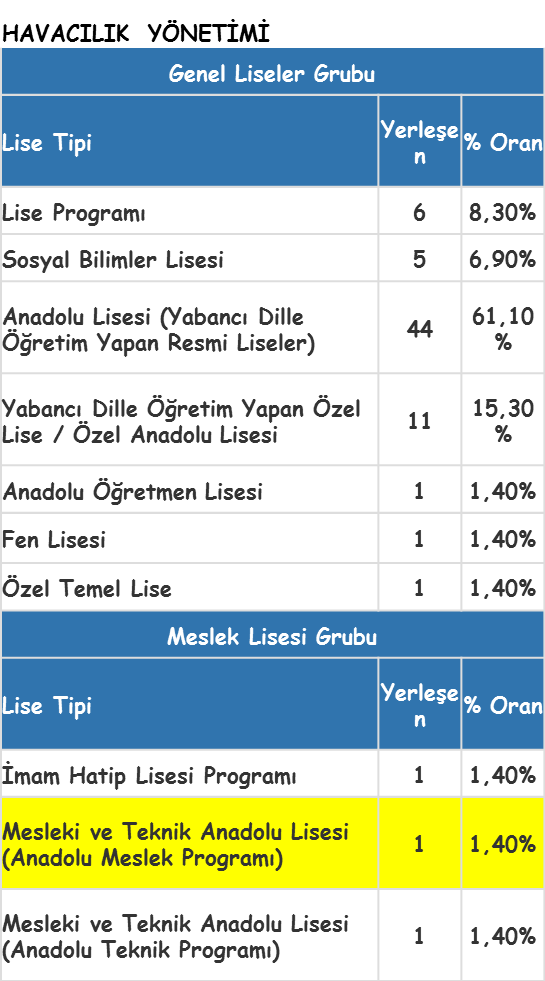 HAVACILIK YÖNETİMİ
Genel Liseler Grubu
Lise Tipi
Yerleşe
n
% Oran
Lise Programı 6 8,30%
Sosyal Bilimler Lisesi 5 6,90%
Anadolu Lisesi (Yabancı Dille
Öğretim Yapan Resmi Liseler)
44
61,10
%
Yabancı Dille Öğretim Yapan Özel
Lise / Özel Anadolu Lisesi
11
15,30
%
Anadolu Öğretmen Lisesi 1 1,40%
Fen Lisesi 1 1,40%
Özel Temel Lise 1 1,40%
Meslek Lisesi Grubu
Lise Tipi
Yerleşe
n
% Oran
İmam Hatip Lisesi Programı 1 1,40%
Mesleki ve Teknik Anadolu Lisesi
(Anadolu Meslek Programı)
1 1,40%
Mesleki ve Teknik Anadolu Lisesi
(Anadolu Teknik Programı)
1 1,40%